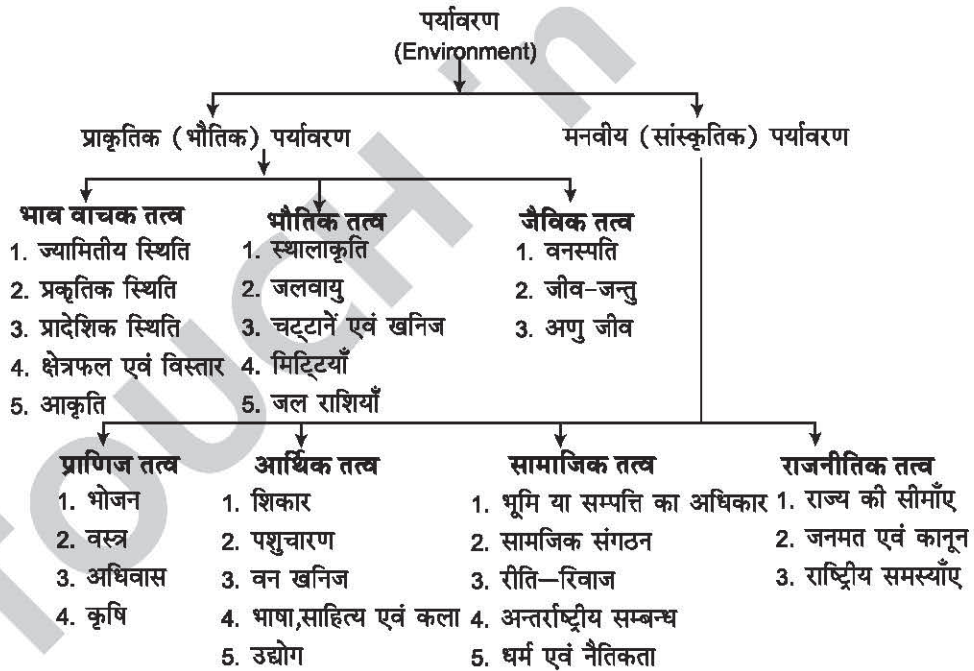 पर्यावरण
(Environment)
प्राकृतिक (भौतिक) पर्यावरण
मनवीय (सांस्कृतिक) पर्यावरण
भाव वाचक तत्व
1. ज्यामितीय स्थिति
2. प्रकृतिक स्थिति
3. प्रादेशिक स्थिति
4. क्षेत्रफल एवं विस्तार
5. आकृति
भौतिक तत्व
1. स्थालाकृति
2. जलवायु
3. चट्टानें एवं खनिज
4. मिट्टियाँ
5. जल राशियाँ
जैविक तत्व
1. वनस्पति
2. जीव-जन्तु
3. अणु जीव
प्राणिज तत्व
1. भोजन
2. वस्त्र
3. अधिवास
4. कृषि
आर्थिक तत्व
1. शिकार
2. पशुचारण
3. वन खनिज
4. भाषा,साहित्य एवं कला
5. उद्योग
सामाजिक तत्व
1. भूमि या सम्पत्ति का अधिकार
2. सामजिक संगठन
3. रीति–रिवाज
4. अन्तर्राष्ट्रीय सम्बन्ध
5. धर्म एवं नैतिकता
राजनीतिक तत्व
1. राज्य की सीमाँए
2. जनमत एवं कानून
3. राष्ट्रिीय समस्याँए
TOUCH 'n